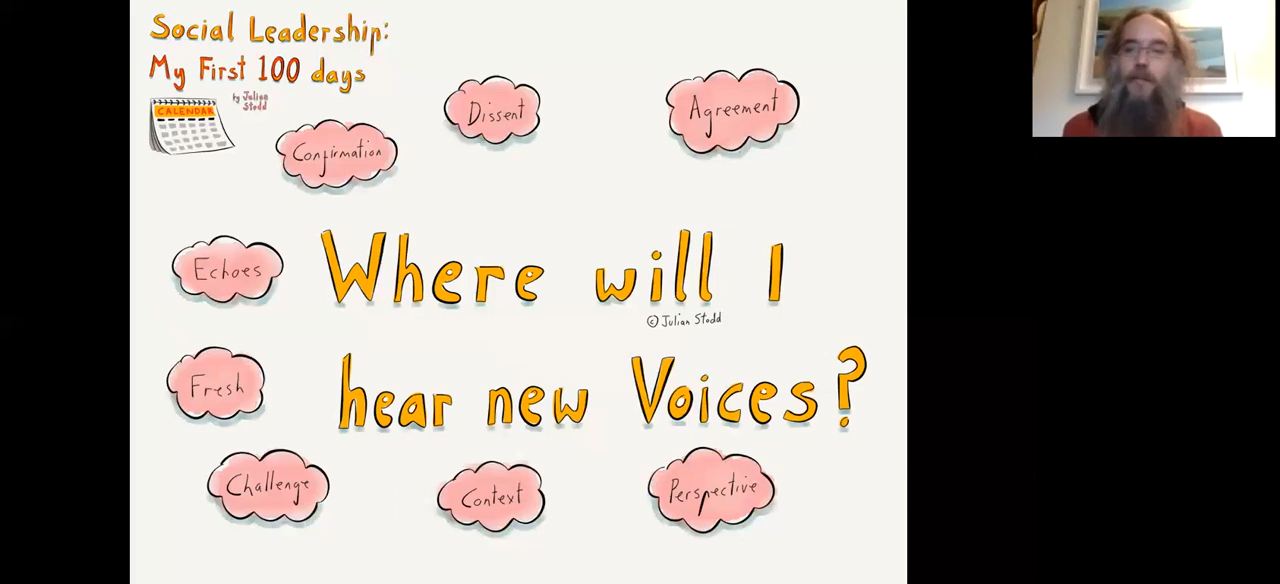 Social Leadership:
My First 100 days
by Julian
Stodd
CALENDAR
Confirmation
Dissent
Agreement
Echoes
Where will I
© Julian Stodd
Fresh
hear new Voices?
Challenge
Context
Perspective